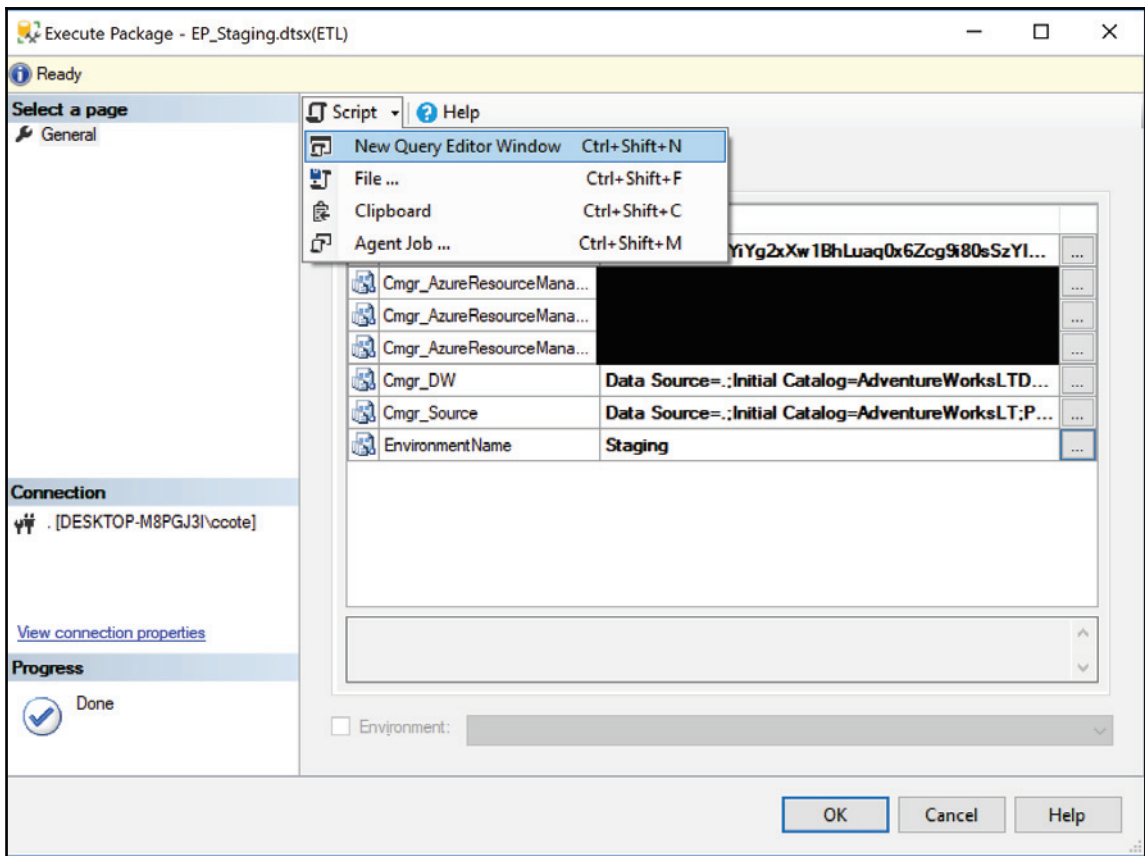 Execute Package - EP_Staging.dtsx(ETL)
Ready
Select a page
General
Script Help
New Query Editor Window Ctrl+Shift+N
File ... Ctrl+Shift+F
Clipboard Ctrl+Shift+C
Agent Job ... Ctrl+Shift+M
...
Cmgr_AzureResourceMana... ...
Cmgr_AzureResourceMana... ...
Cmgr_AzureResourceMana... ...
Cmgr_DW Data Source=.;Initial Catalog=AdventureWorksLTD... ...
Cmgr_Source Data Source=.;Initial Catalog=AdventureWorksLT;P... ...
EnvironmentName Staging ...
Connection
. [DESKTOP-M8PGJ3I\ccote]
View connection properties
Progress
Done
Environment:
OK Cancel Help